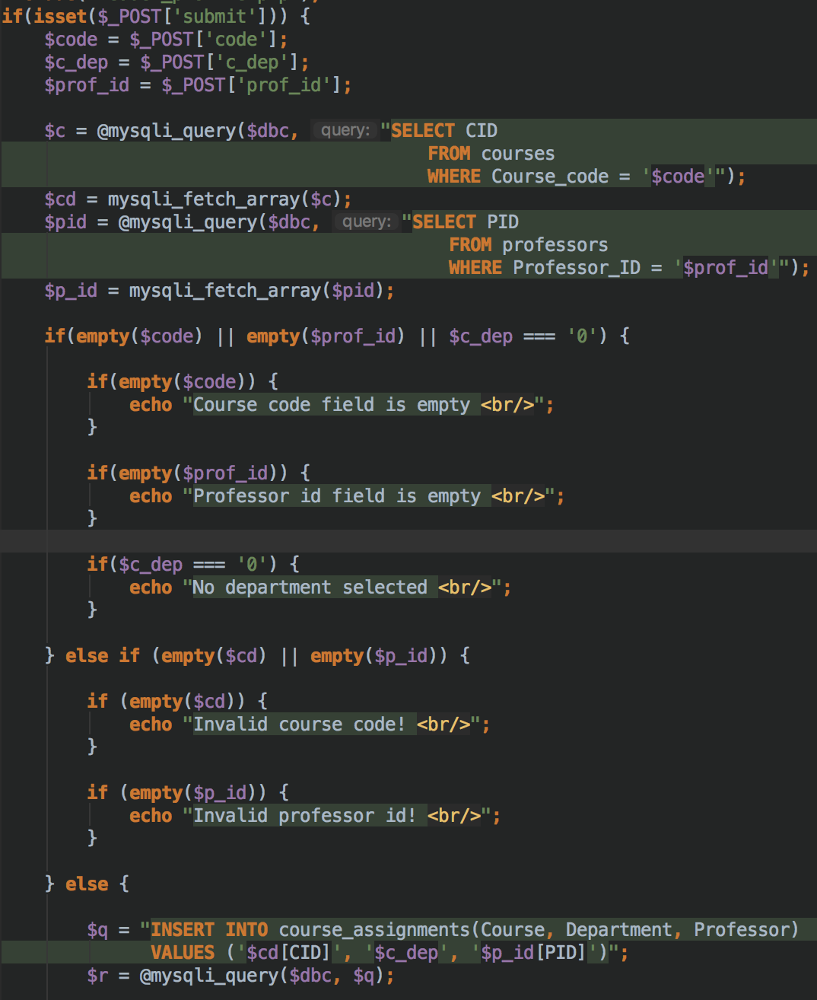 if(isset($_POST['submit'])) {
    $code = $_POST['code'];
    $c_dep = $_POST['c_dep'];
    $prof_id = $_POST['prof_id'];
    $c = @mysqli_query($dbc, query: "SELECT CID
                                        FROM courses
                                        WHERE Course_code = '$code'");
    $cd = mysqli_fetch_array($c);
    $pid = @mysqli_query($dbc, query: "SELECT PID
                                          FROM professors
                                          WHERE Professor_ID = '$prof_id'");
    $p_id = mysqli_fetch_array($pid);
    if(empty($code) || empty($prof_id) || $c_dep === '0') {
        if(empty($code)) {
            echo "Course code field is empty <br/>";
        }
        if(empty($prof_id)) {
            echo "Professor id field is empty <br/>";
        }
        if($c_dep === '0') {
            echo "No department selected <br/>";
        }
    } else if (empty($cd) || empty($p_id)) {
        if (empty($cd)) {
            echo "Invalid course code! <br/>";
        }
        if (empty($p_id)) {
            echo "Invalid professor id! <br/>";
        }
    } else {
        $q = "INSERT INTO course_assignments(Course, Department, Professor)
              VALUES ('$cd[CID]', '$c_dep', '$p_id[PID]')";
        $r = @mysqli_query($dbc, $q);